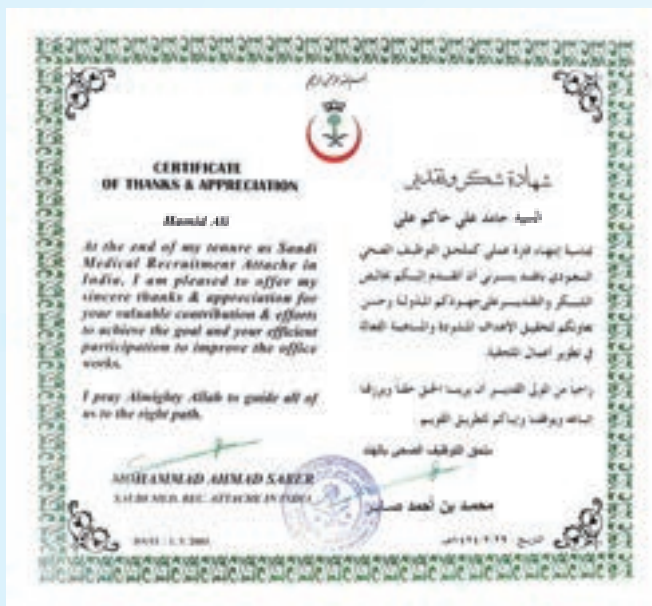 CERTIFICATE
OF THANKS & APPRECIATION
Hamid Ali
At the end of my tenure as Saudi
Medical Recruitment Attache in
India, I am pleased to offer my
sincere thanks & appreciation for
your valuable contribution & efforts
to achieve the goal and your efficient
participation to improve the office
works.
I pray Almighty Allah to guide all of
us to the right path.
MOHAMMAD AHMAD SABER
SAUDI MED. REC. ATTACHE IN INDIA
شهادة شكر وتقدير
السيد حامد علي حاكم علي
بمناسبة إنتهاء فترة عملي كملحق التوظيف الصحي
السعودي بالهند يسرني أن أتقدم إليكم بخالص
الشكر والتقدير على جهودكم المبذولة وحسن
تعاونكم لتحقيق الأهداف المنشودة والمساهمة الفعالة
في تطوير أعمال الملحقية.
راجيا من المولى القدير أن يرينا الحق حقاً ويرزقنا
اتباعه ويوفقنا وإياكم للطريق القويم
ملحق التوظيف الصحي بالهند
محمد بن أحمد صابر